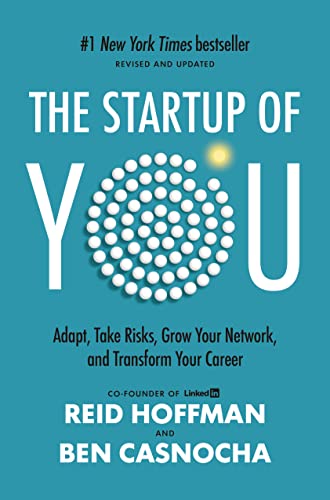 #1 New York Times bestseller
REVISED AND UPDATED
THE STARTUP OF
YOU
Adapt, Take Risks, Grow Your Network,
and Transform Your Career
CO-FOUNDER OF LinkedIn
REID HOFFMAN
AND
BEN CASNOCHA